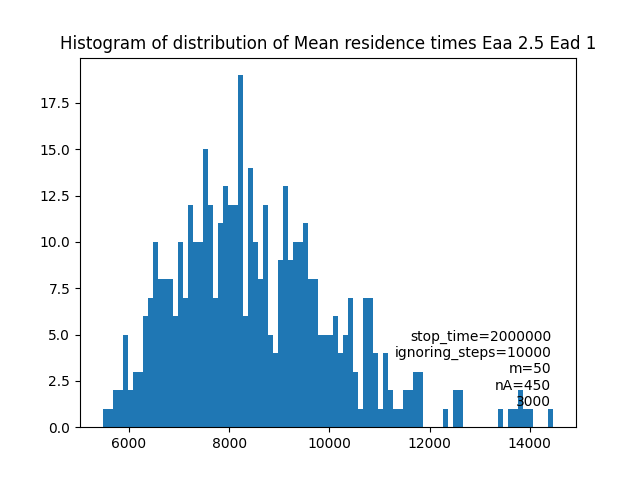 Histogram of distribution of Mean residence times Eaa 2.5 Ead 1
17.5
15.0
12.5
10.0
7.5
5.0
2.5
0.0
stop_time=2000000
ignoring_steps=10000
m=50
nA=450
3000
6000 8000 10000 12000 14000